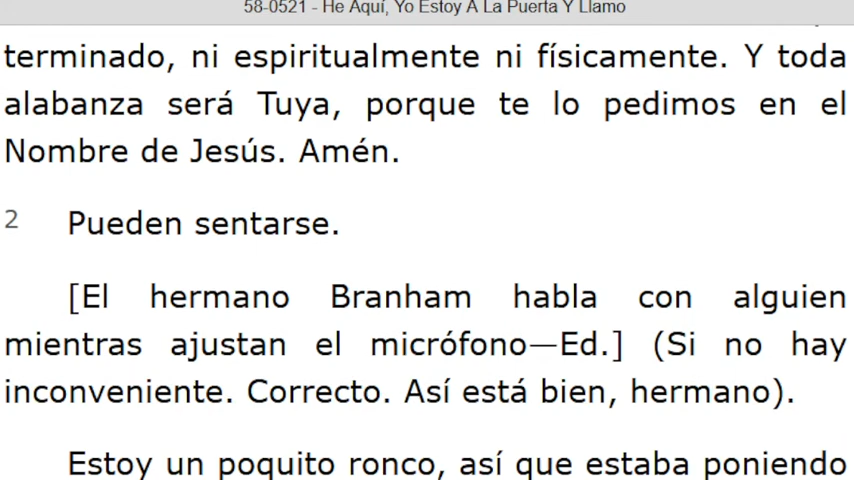 58-0521 - He Aquí, Yo Estoy A La Puerta Y Llamo
terminado, ni espiritualmente ni físicamente. Y toda
alabanza será Tuya, porque te lo pedimos en el
Nombre de Jesús. Amén.
2 Pueden sentarse.
[El hermano Branham habla con alguien
mientras ajustan el micrófono—Ed.] (Si no hay
inconveniente. Correcto. Así está bien, hermano).
Estoy un poquito ronco, así que estaba poniendo